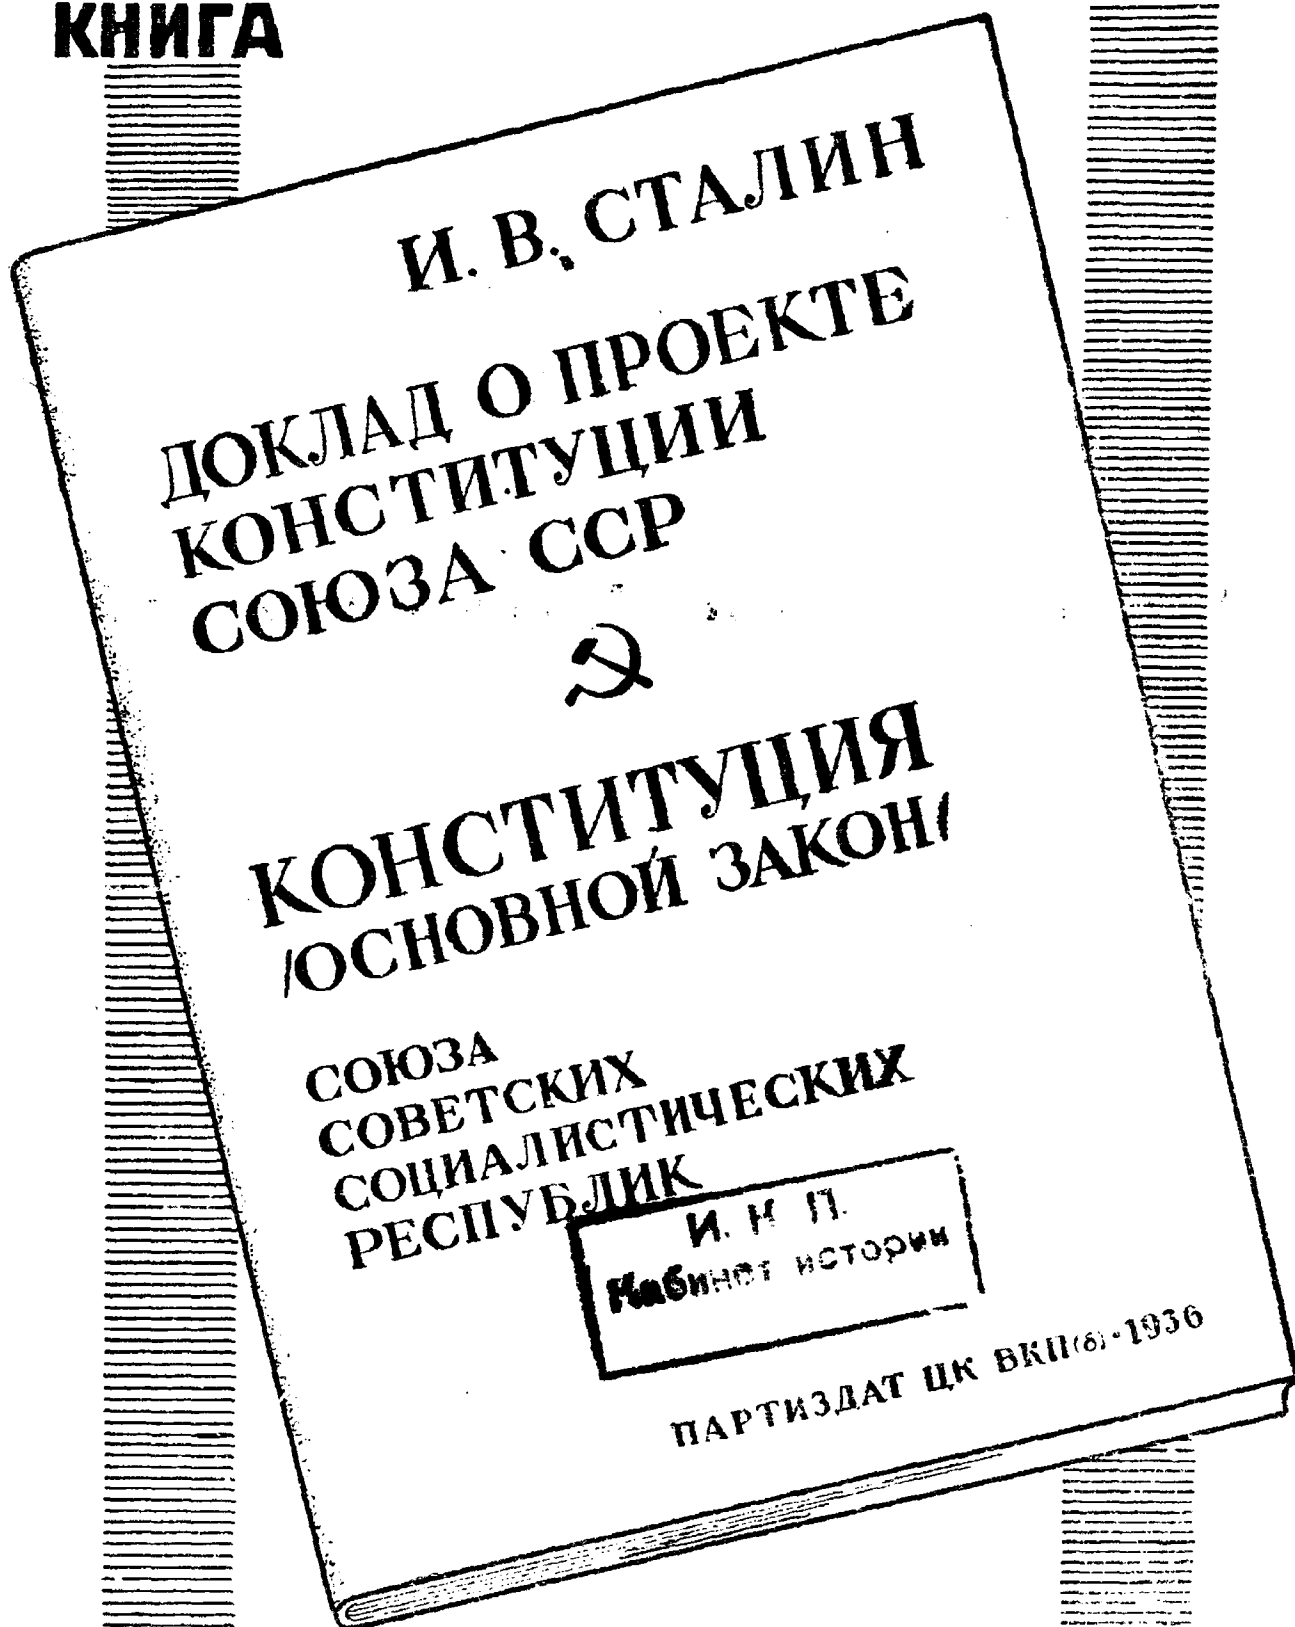 КНИГА
И. В. СТАЛИН
ДОКЛАД О ПРОЕКТЕ
КОНСТИТУЦИИ
СОЮЗА ССР
КОНСТИТУЦИЯ
/ОСНОВНОЙ ЗАКОН/
СОЮЗА
СОВЕТСКИХ
СОЦИАЛИСТИЧЕСКИХ
РЕСПУБЛИК
И. К П.
Кабинет истории
ПАРТИЗДАТ ЦК ВКП(б)·1936